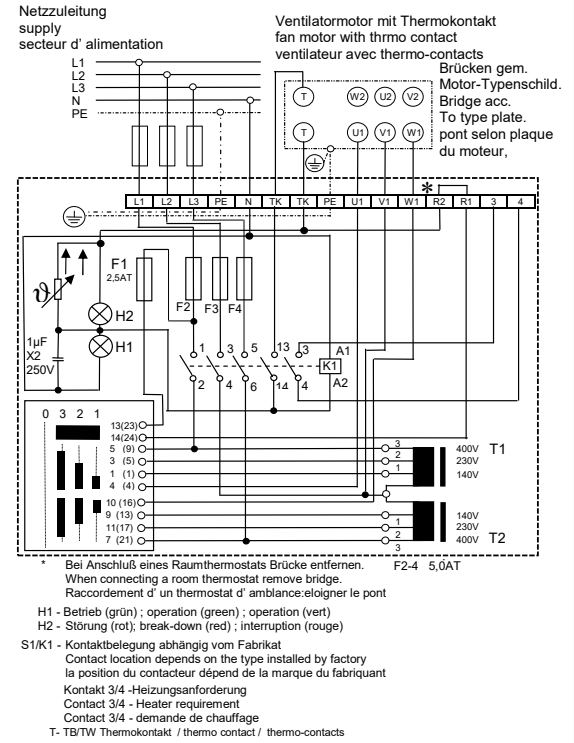 Netzzuleitung
supply
secteur d' alimentation
Ventilatormotor mit Thermokontakt
fan motor with thrmo contact
ventilateur avec thermo-contacts
L1
L2
L3
N
PE
T W2 U2 V2
T U1 V1 W1
Brücken gem.
Motor-Typenschild.
Bridge acc.
To type plate.
pont selon plaque
du moteur,
*
L1 L2 L3 PE N TK TK PE U1 V1 W1 R2 R1 3 4
ϑ
F1
2,5AT
F2 F3 F4
H2
H1
1µF
X2
250V
1 3 5 13 3
2 4 6 14 4
A1
K1
A2
0 3 2 1
13(23)
14(24)
5 (9)
3 (5)
1 (1)
4 (4)
10 (16)
9 (13)
11(17)
7 (21)
3 400V T1
2 230V
1 140V
140V
1 230V
2 400V T2
3
* Bei Anschluß eines Raumthermostats Brücke entfernen.
When connecting a room thermostat remove bridge.
Raccordement d' un thermostat d' amblance:eloigner le pont
F2-4 5,0AT
H1 - Betrieb (grün) ; operation (green) ; operation (vert)
H2 - Störung (rot); break-down (red) ; interruption (rouge)
S1/K1 - Kontaktbelegung abhängig vom Fabrikat
Contact location depends on the type installed by factory
la position du contacteur dépend de la marque du fabriquant
Kontakt 3/4 -Heizungsanforderung
Contact 3/4 - Heater requirement
Contact 3/4 - demande de chauffage
T- TB/TW Thermokontakt / thermo contact / thermo-contacts